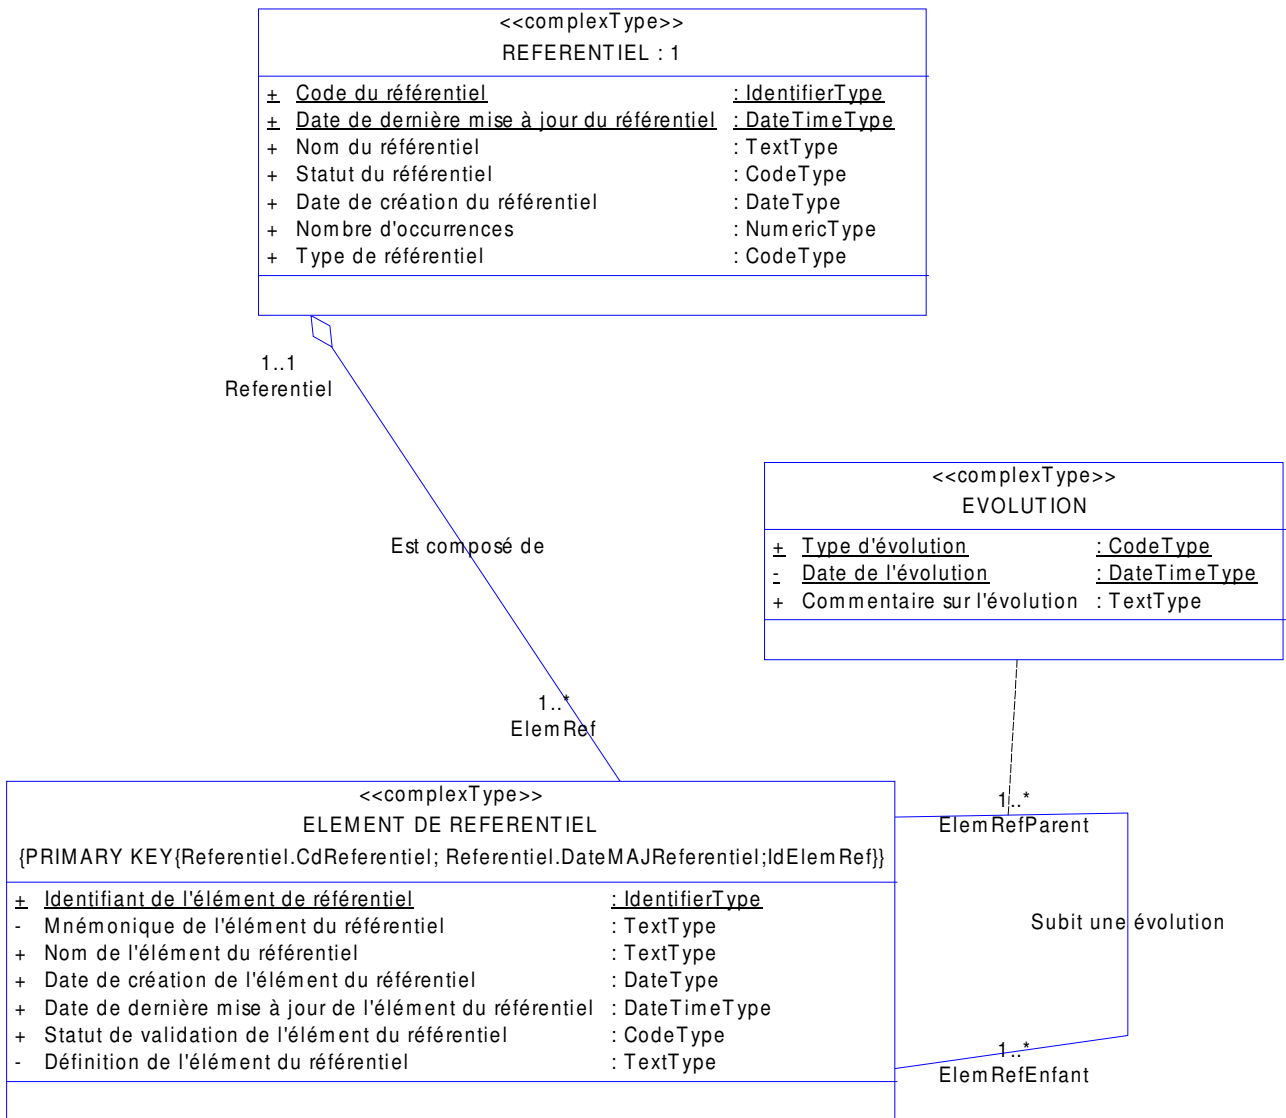 <<complexType>>
REFERENTIEL : 1
+ Code du référentiel : IdentifierType
+ Date de dernière mise à jour du référentiel : DateTimeType
+ Nom du référentiel : TextType
+ Statut du référentiel : CodeType
+ Date de création du référentiel : DateType
+ Nombre d'occurrences : NumericType
+ Type de référentiel : CodeType
1..1
Referentiel
Est composé de
1..*
ElemRef
<<complexType>>
EVOLUTION
+ Type d'évolution : CodeType
- Date de l'évolution : DateTimeType
+ Commentaire sur l'évolution : TextType
<<complexType>>
ELEMENT DE REFERENTIEL
{PRIMARY KEY{Referentiel.CdReferentiel; Referentiel.DateMAJReferentiel;IdElemRef}}
+ Identifiant de l'élément de référentiel : IdentifierType
- Mnémonique de l'élément du référentiel : TextType
+ Nom de l'élément du référentiel : TextType
+ Date de création de l'élément du référentiel : DateType
+ Date de dernière mise à jour de l'élément du référentiel : DateTimeType
+ Statut de validation de l'élément du référentiel : CodeType
- Définition de l'élément du référentiel : TextType
1..*
ElemRefParent
Subit une évolution
1..*
ElemRefEnfant